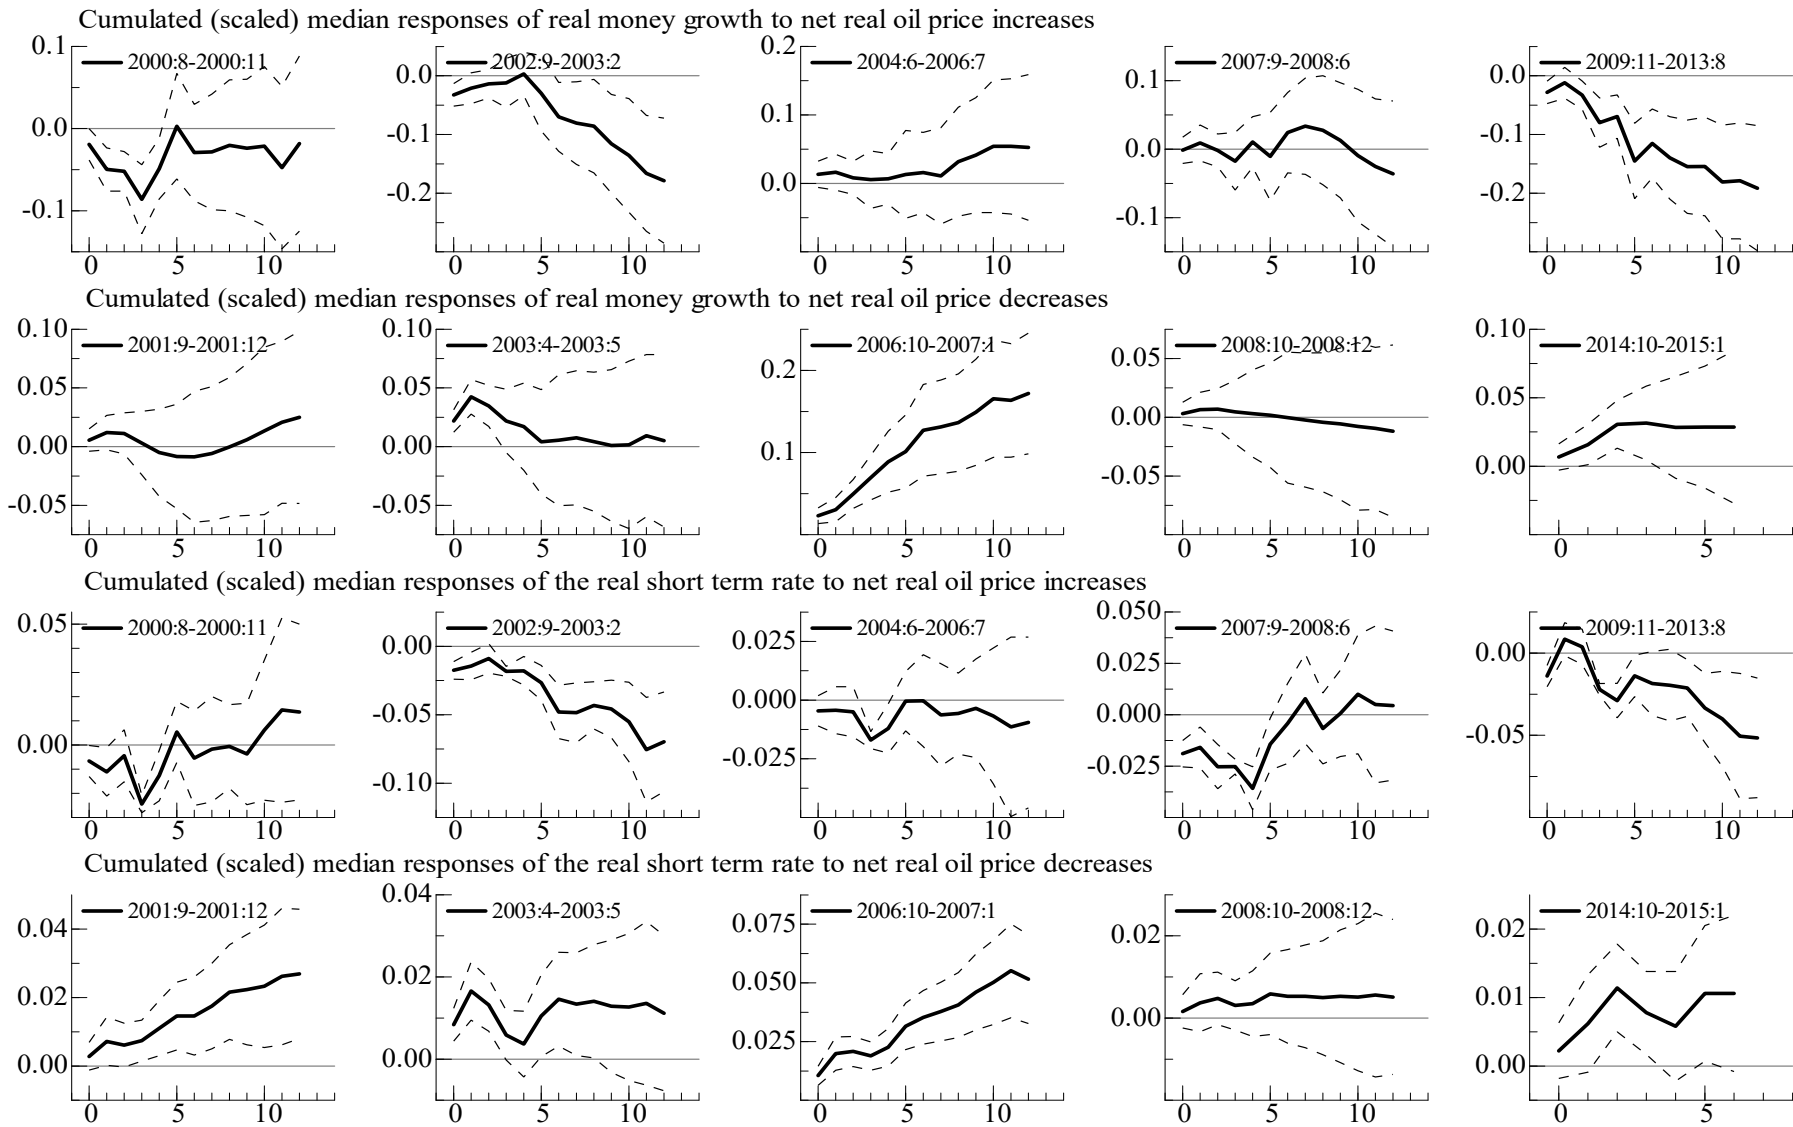 Cumulated (scaled) median responses of real money growth to net real oil price increases
0.1 2000:8-2000:11 0.0 2002:9-2003:2 0.2 2004:6-2006:7 0.1 2007:9-2008:6 0.0 2009:11-2013:8
0.0 -0.1 0.0 0.0 -0.1
-0.1 -0.2 -0.1 -0.2
0 5 10 0 5 10 0 5 10 0 5 10 0 5 10
Cumulated (scaled) median responses of real money growth to net real oil price decreases
0.10 2001:9-2001:12 0.10 2003:4-2003:5 2006:10-2007:1 0.05 2008:10-2008:12 0.10 2014:10-2015:1
0.05 0.05 0.2 0.00 0.05
0.00 0.00 0.1 -0.05 0.00
-0.05 -0.05
0 5 10 0 5 10 0 5 10 0 5 10 0 5
Cumulated (scaled) median responses of the real short term rate to net real oil price increases
0.05 2000:8-2000:11 0.00 2002:9-2003:2 0.025 2004:6-2006:7 0.050 2007:9-2008:6 0.00 2009:11-2013:8
0.00 -0.05 0.000 0.025 -0.05
-0.10 -0.025 0.000
-0.025
0 5 10 0 5 10 0 5 10 0 5 10 0 5 10
Cumulated (scaled) median responses of the real short term rate to net real oil price decreases
0.04 2001:9-2001:12 0.04 2003:4-2003:5 0.075 2006:10-2007:1 0.02 2008:10-2008:12 0.02 2014:10-2015:1
0.02 0.02 0.050 0.00 0.01
0.00 0.00 0.025 0.00
0 5 10 0 5 10 0 5 10 0 5 10 0 5